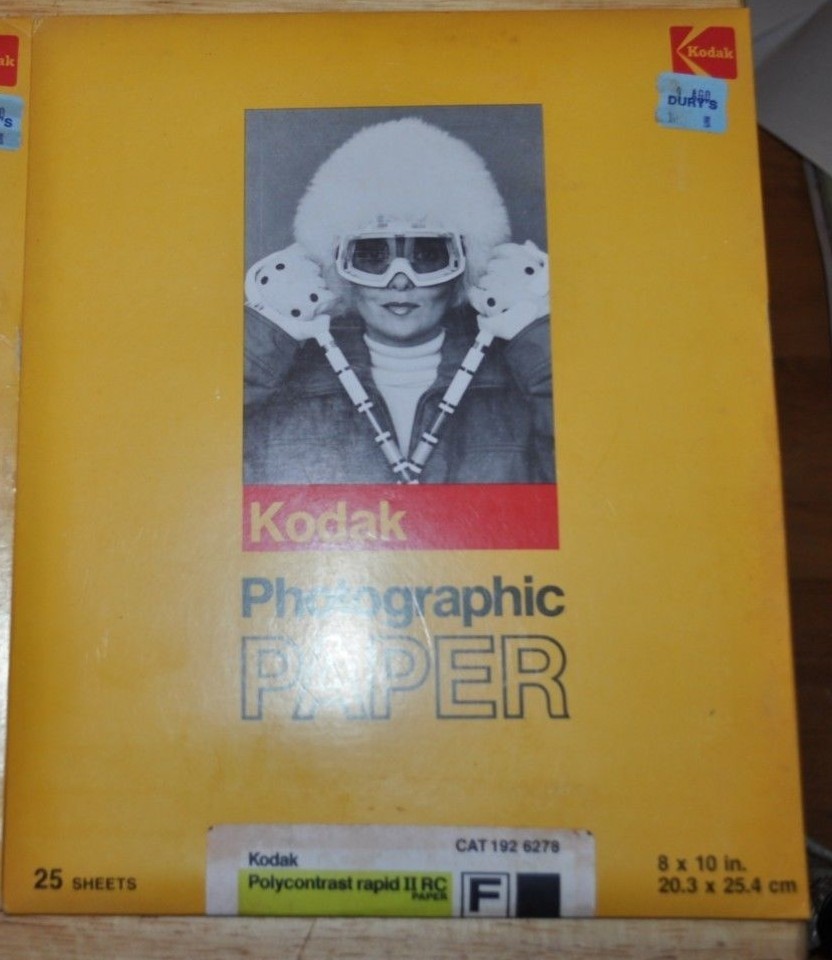 ak
Kodak
DURY'S
'S
Kodak
Photographic
PAPER
CAT 192 6278
Kodak
Polycontrast rapid II RC
PAPER
F
25 SHEETS
8 x 10 in.
20.3 x 25.4 cm